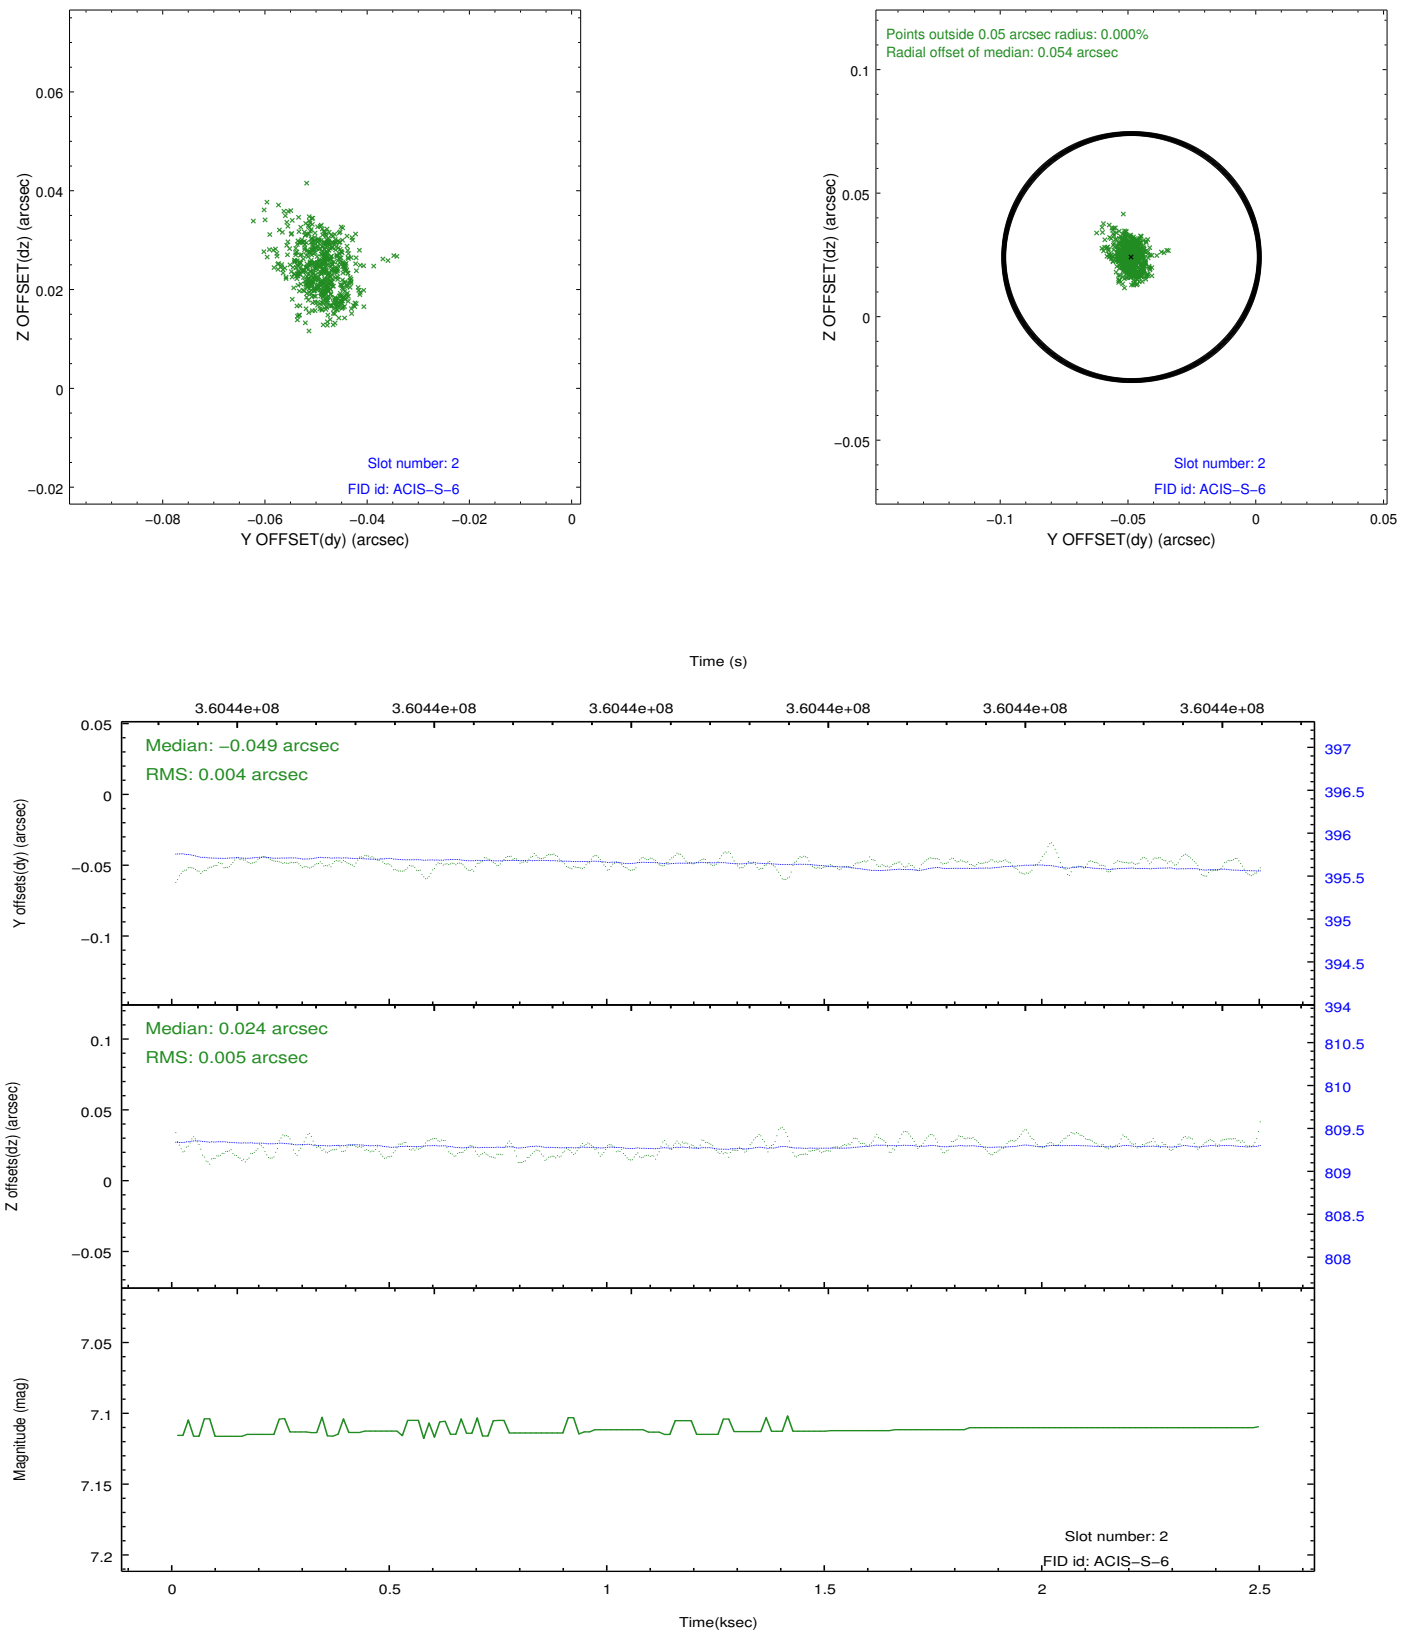 Points outside 0.05 arcsec radius: 0.000%
Radial offset of median: 0.054 arcsec
0.06
0.04
0.02
0
−0.02
Z OFFSET(dz) (arcsec)
Slot number: 2
FID id: ACIS−S−6
−0.08 −0.06 −0.04 −0.02 0
Y OFFSET(dy) (arcsec)
0.1
0.05
0
−0.05
Z OFFSET(dz) (arcsec)
Slot number: 2
FID id: ACIS−S−6
−0.1 −0.05 0 0.05
Y OFFSET(dy) (arcsec)
Time (s)
3.6044e+08 3.6044e+08 3.6044e+08 3.6044e+08 3.6044e+08 3.6044e+08
Median: −0.049 arcsec
RMS: 0.004 arcsec
0.05
0
−0.05
−0.1
Y offsets(dy) (arcsec)
397
396.5
396
395.5
395
394.5
394
Median: 0.024 arcsec
RMS: 0.005 arcsec
0.1
0.05
0
−0.05
Z offsets(dz) (arcsec)
810.5
810
809.5
809
808.5
808
7.05
7.1
7.15
7.2
Magnitude (mag)
Slot number: 2
FID id: ACIS−S−6
0 0.5 1 1.5 2 2.5
Time(ksec)